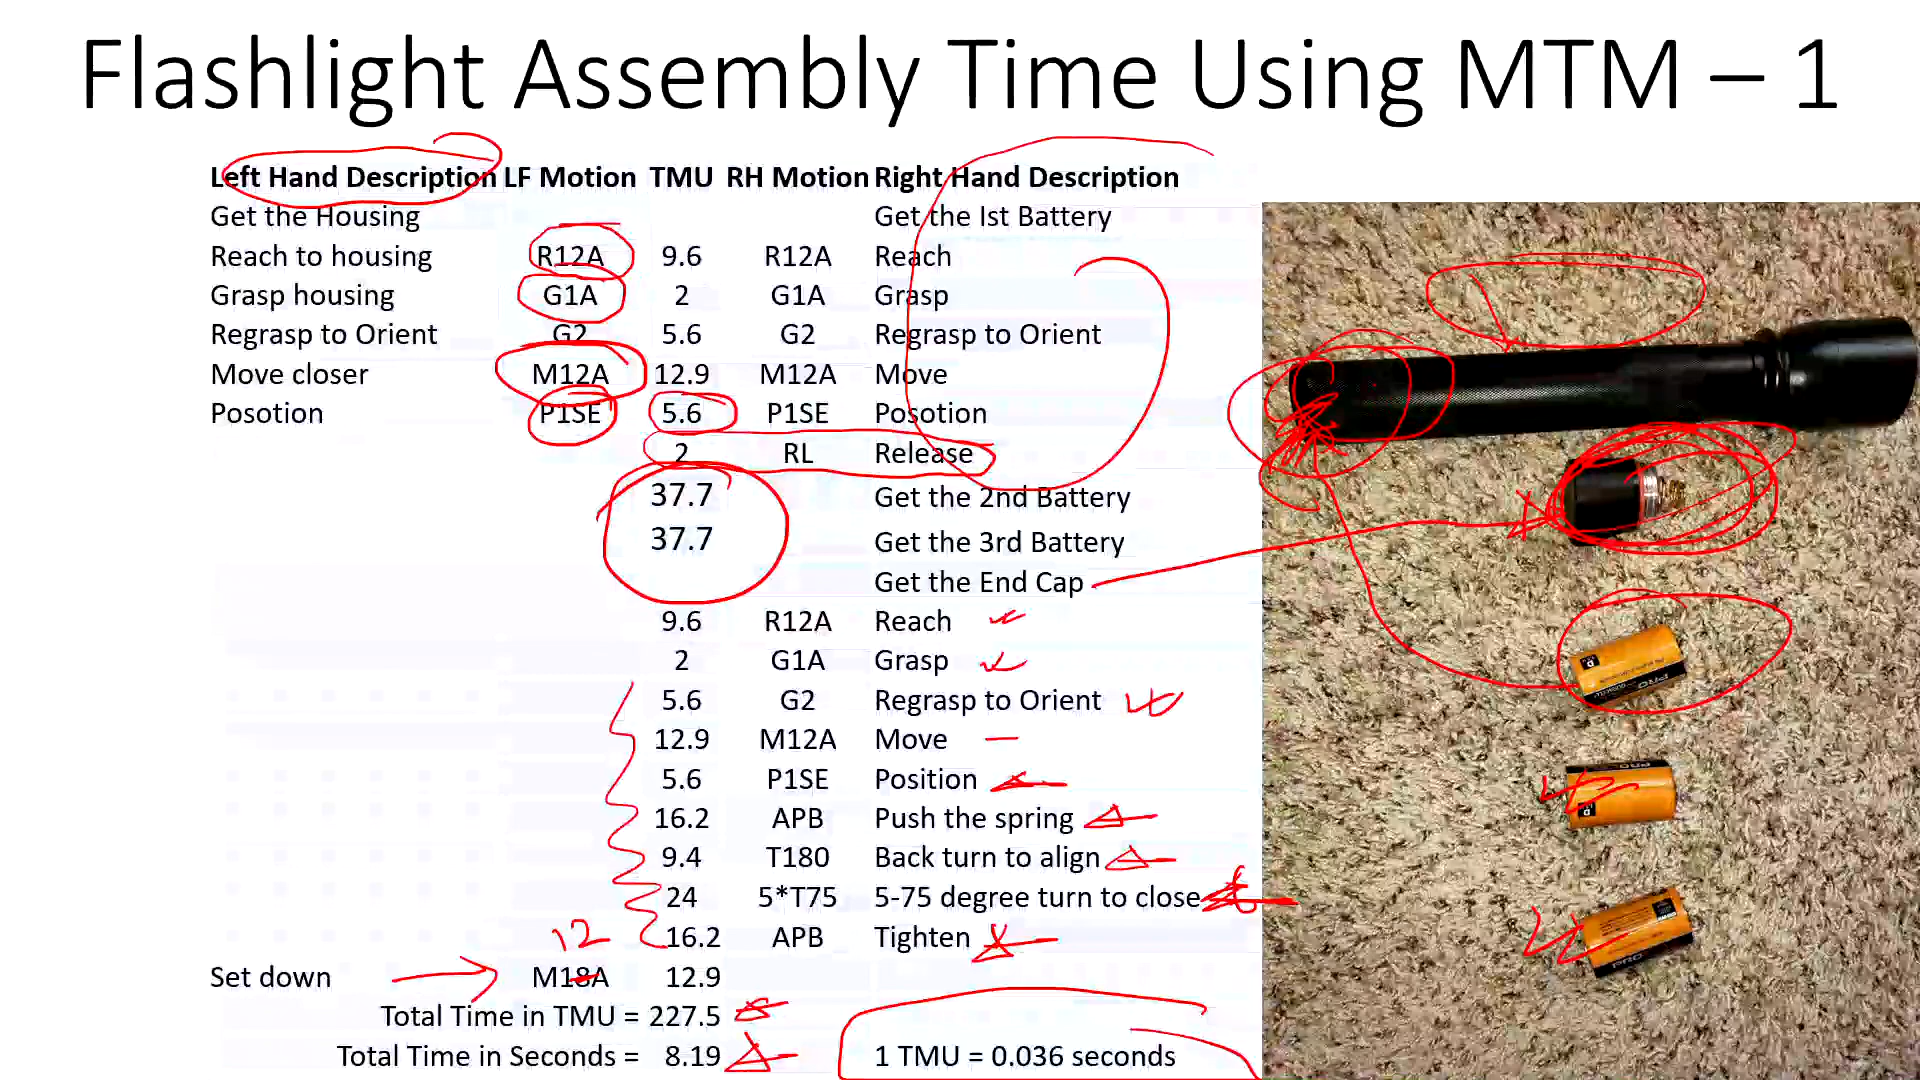 Flashlight Assembly Time Using MTM – 1
Left Hand Description LF Motion TMU RH Motion Right Hand Description
Get the Housing Get the Ist Battery
Reach to housing R12A 9.6 R12A Reach
Grasp housing G1A 2 G1A Grasp
Regrasp to Orient G2 5.6 G2 Regrasp to Orient
Move closer M12A 12.9 M12A Move
Posotion P1SE 5.6 P1SE Posotion
2 RL Release
37.7 Get the 2nd Battery
37.7 Get the 3rd Battery
Get the End Cap
9.6 R12A Reach
2 G1A Grasp
5.6 G2 Regrasp to Orient
12.9 M12A Move
5.6 P1SE Position
16.2 APB Push the spring
9.4 T180 Back turn to align
24 5*T75 5-75 degree turn to close
16.2 APB Tighten
12
Set down M18A 12.9
Total Time in TMU = 227.5
Total Time in Seconds = 8.19 1 TMU = 0.036 seconds
PRO
D
PRO
D
PRO